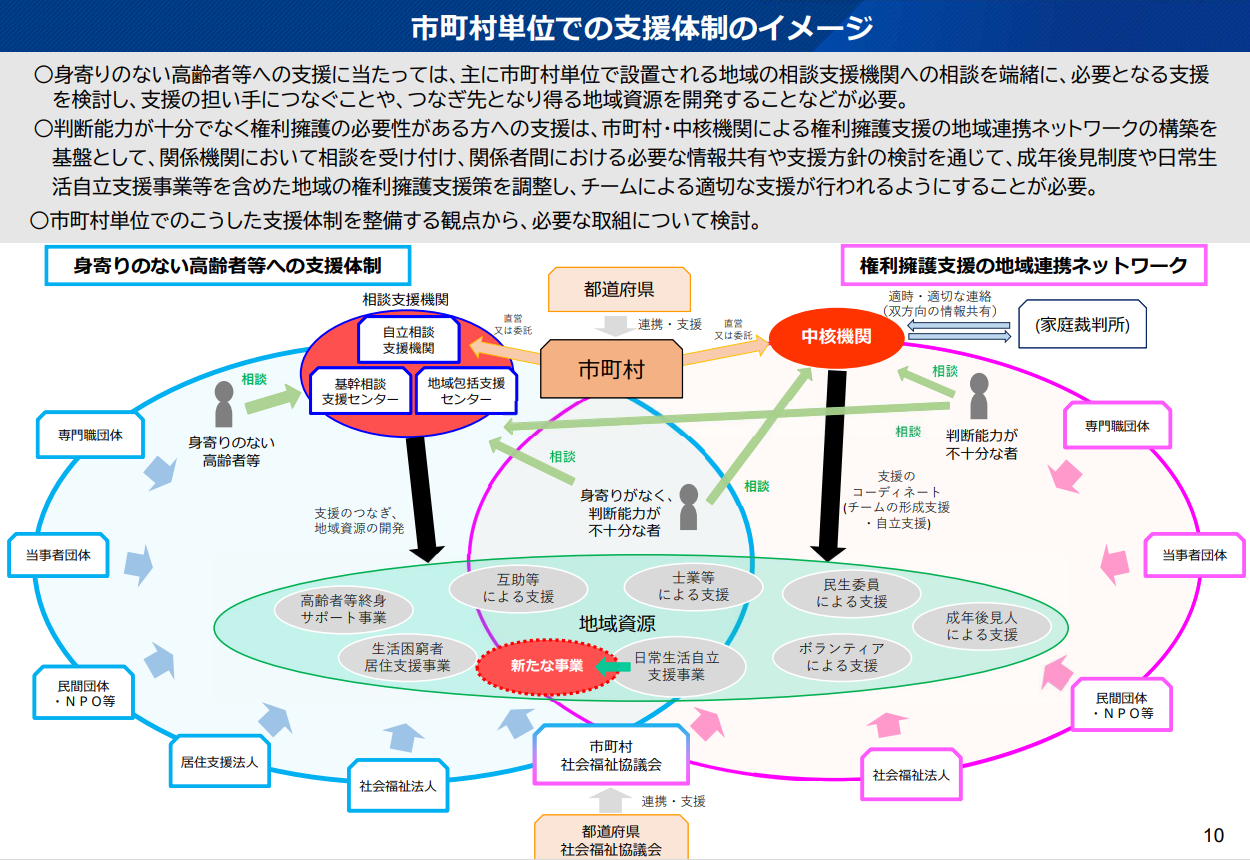 市町村単位での支援体制のイメージ
○身寄りのない高齢者等への支援に当たっては、主に市町村単位で設置される地域の相談支援機関への相談を端緒に、必要となる支援
を検討し、支援の担い手につなぐことや、つなぎ先となり得る地域資源を開発することなどが必要。
○判断能力が十分でなく権利擁護の必要性がある方への支援は、市町村・中核機関による権利擁護支援の地域連携ネットワークの構築を
基盤として、関係機関において相談を受け付け、関係者間における必要な情報共有や支援方針の検討を通じて、成年後見制度や日常生
活自立支援事業等を含めた地域の権利擁護支援策を調整し、チームによる適切な支援が行われるようにすることが必要。
○市町村単位でのこうした支援体制を整備する観点から、必要な取組について検討。
身寄りのない高齢者等への支援体制
権利擁護支援の地域連携ネットワーク
相談支援機関
自立相談
支援機関
基幹相談
支援センター
地域包括支援
センター
都道府県
連携・支援
直営
又は委託
市町村
直営
又は委託
中核機関
適時・適切な連絡
（双方向の情報共有）
(家庭裁判所)
相談
身寄りのない
高齢者等
相談
相談
判断能力が
不十分な者
相談
身寄りがなく、
判断能力が
不十分な者
相談
支援のつなぎ、
地域資源の開発
支援の
コーディネート
(チームの形成支援
・自立支援)
専門職団体
当事者団体
民間団体
・ＮＰＯ等
居住支援法人
社会福祉法人
専門職団体
当事者団体
民間団体
・ＮＰＯ等
社会福祉法人
地域資源
高齢者等終身
サポート事業
互助等
による支援
士業等
による支援
民生委員
による支援
成年後見人
による支援
生活困窮者
居住支援事業
新たな事業
日常生活自立
支援事業
ボランティア
による支援
市町村
社会福祉協議会
連携・支援
都道府県
社会福祉協議会
10